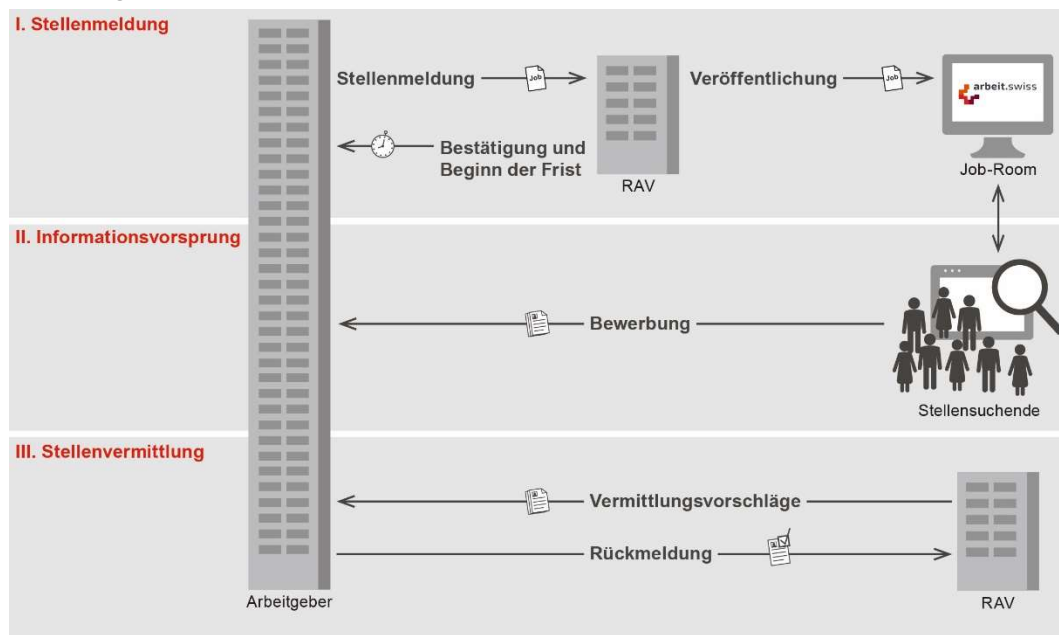 I. Stellenmeldung
Stellenmeldung
Job
Veröffentlichung
Job
arbeit.swiss
Bestätigung und
Beginn der Frist
RAV
Job-Room
II. Informationsvorsprung
Bewerbung
Stellensuchende
III. Stellenvermittlung
Vermittlungsvorschläge
Rückmeldung
Arbeitgeber
RAV